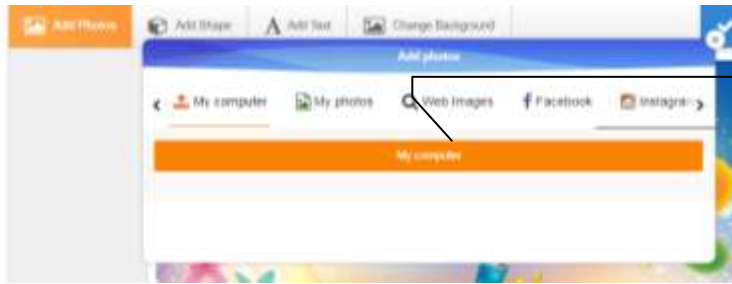 Add Photos Add Shape Add Text Change Background
Add photos
My computer My photos Web Images Facebook Instagram
My computer